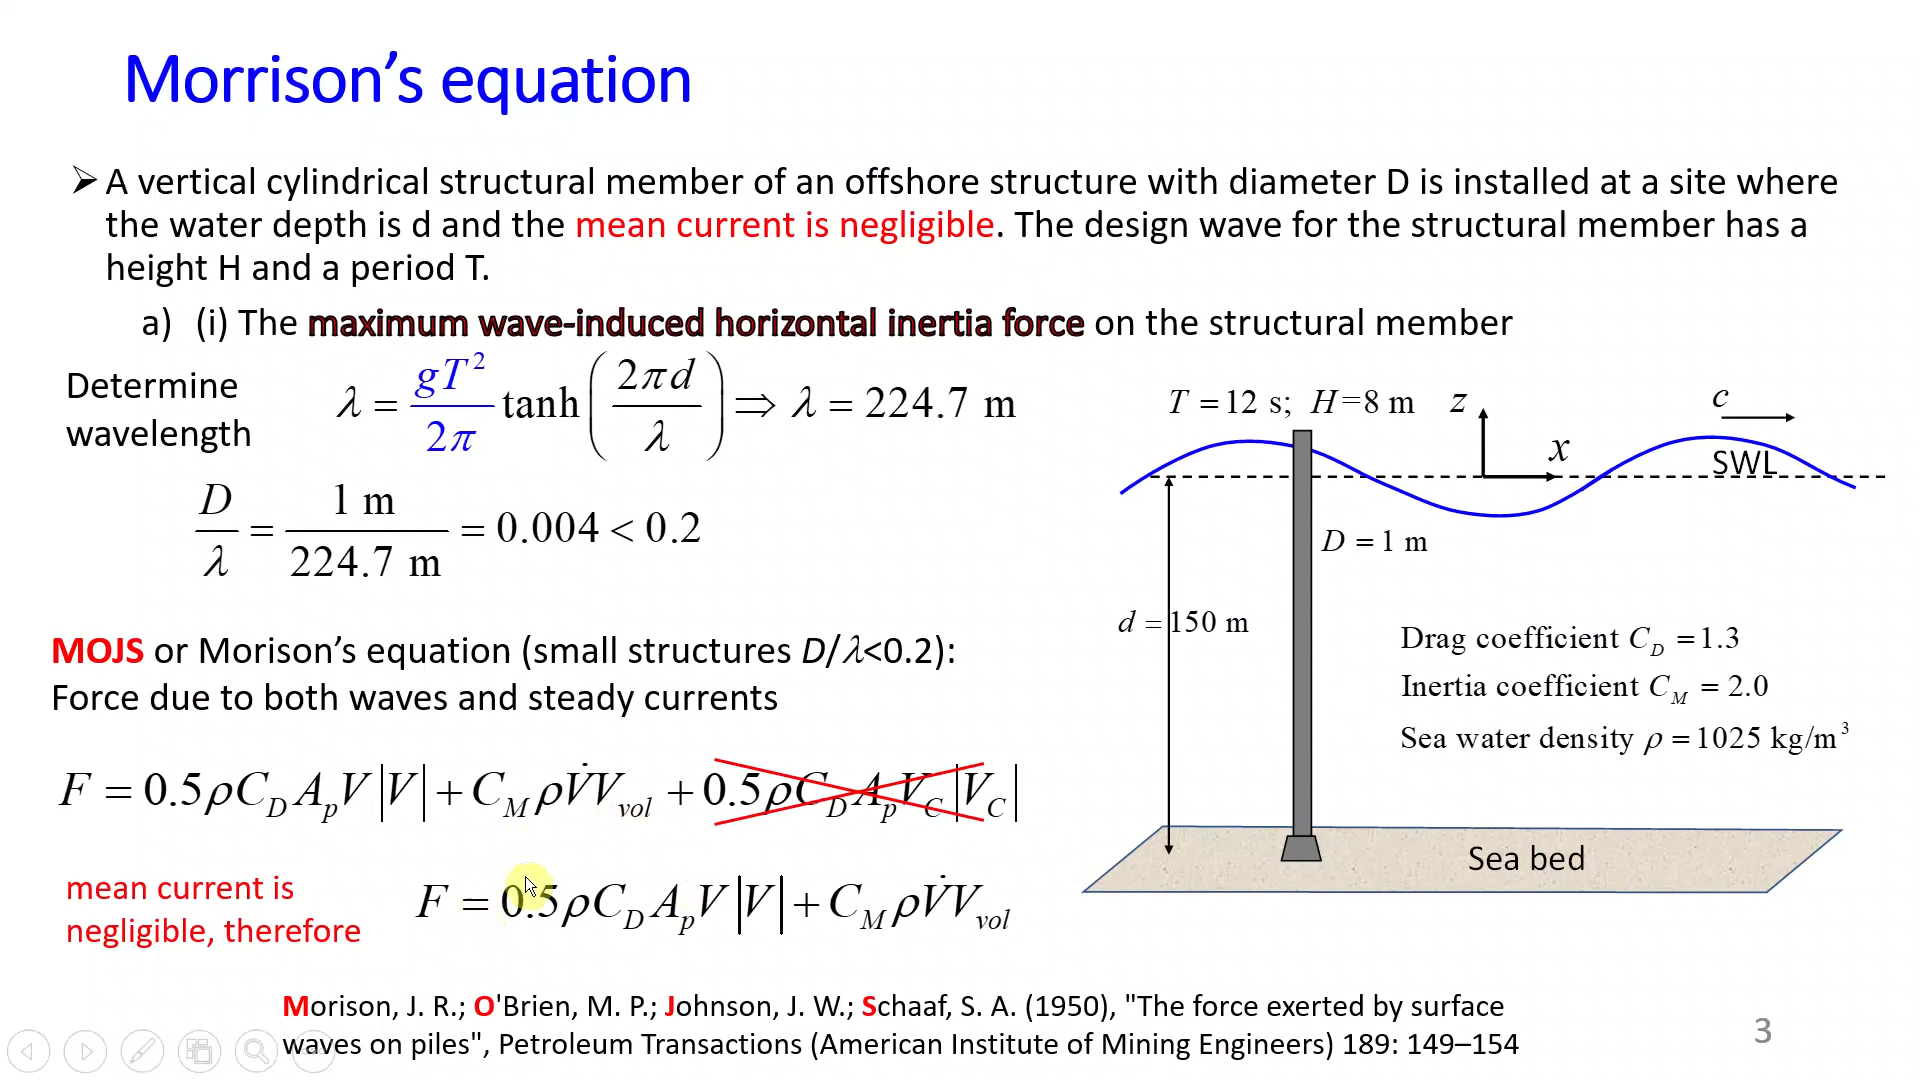 Morrison's equation
➢ A vertical cylindrical structural member of an offshore structure with diameter D is installed at a site where
the water depth is d and the mean current is negligible. The design wave for the structural member has a
height H and a period T.
a) (i) The maximum wave-induced horizontal inertia force on the structural member
Determine
wavelength
λ = gT²/2π tanh(2πd/λ) ⇒ λ = 224.7 m
D/λ = 1 m/224.7 m = 0.004 < 0.2
MOJS or Morison's equation (small structures D/λ<0.2):
Force due to both waves and steady currents
F = 0.5ρC_D A_p V|V| + C_M ρV̇V_vol + 0.5ρC_D A_p V_C|V_C|
mean current is
negligible, therefore
F = 0.5ρC_D A_p V|V| + C_M ρV̇V_vol
T = 12 s; H=8 m
z
x
c
SWL
D = 1 m
d = 150 m
Drag coefficient C_D = 1.3
Inertia coefficient C_M = 2.0
Sea water density ρ = 1025 kg/m³
Sea bed
Morison, J. R.; O'Brien, M. P.; Johnson, J. W.; Schaaf, S. A. (1950), "The force exerted by surface
waves on piles", Petroleum Transactions (American Institute of Mining Engineers) 189: 149–154
3